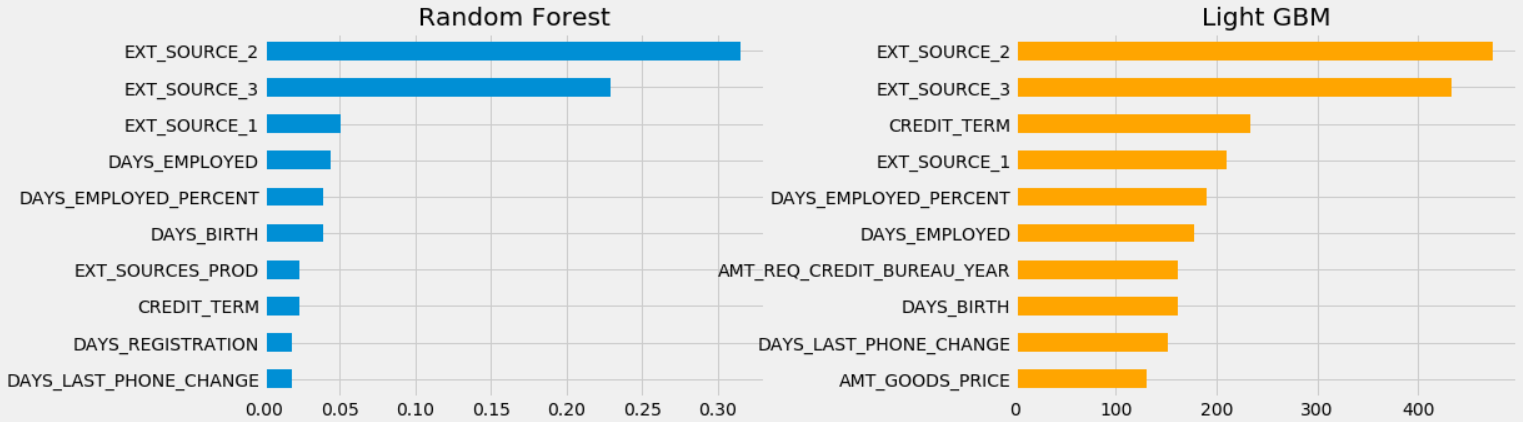 Random Forest
EXT_SOURCE_2
EXT_SOURCE_3
EXT_SOURCE_1
DAYS_EMPLOYED
DAYS_EMPLOYED_PERCENT
DAYS_BIRTH
EXT_SOURCES_PROD
CREDIT_TERM
DAYS_REGISTRATION
DAYS_LAST_PHONE_CHANGE
0.00 0.05 0.10 0.15 0.20 0.25 0.30
Light GBM
EXT_SOURCE_2
EXT_SOURCE_3
CREDIT_TERM
EXT_SOURCE_1
DAYS_EMPLOYED_PERCENT
DAYS_EMPLOYED
AMT_REQ_CREDIT_BUREAU_YEAR
DAYS_BIRTH
DAYS_LAST_PHONE_CHANGE
AMT_GOODS_PRICE
0 100 200 300 400